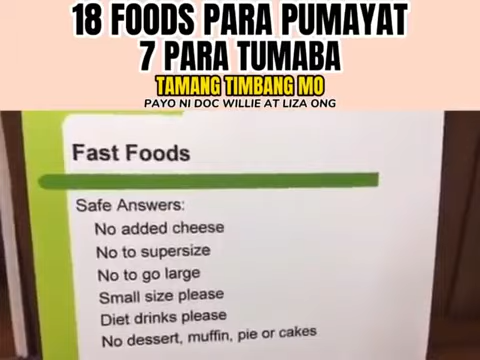 18 FOODS PARA PUMAYAT
7 PARA TUMABA
TAMANG TIMBANG MO
PAYO NI DOC WILLIE AT LIZA ONG
Fast Foods
Safe Answers:
No added cheese
No to supersize
No to go large
Small size please
Diet drinks please
No dessert, muffin, pie or cakes